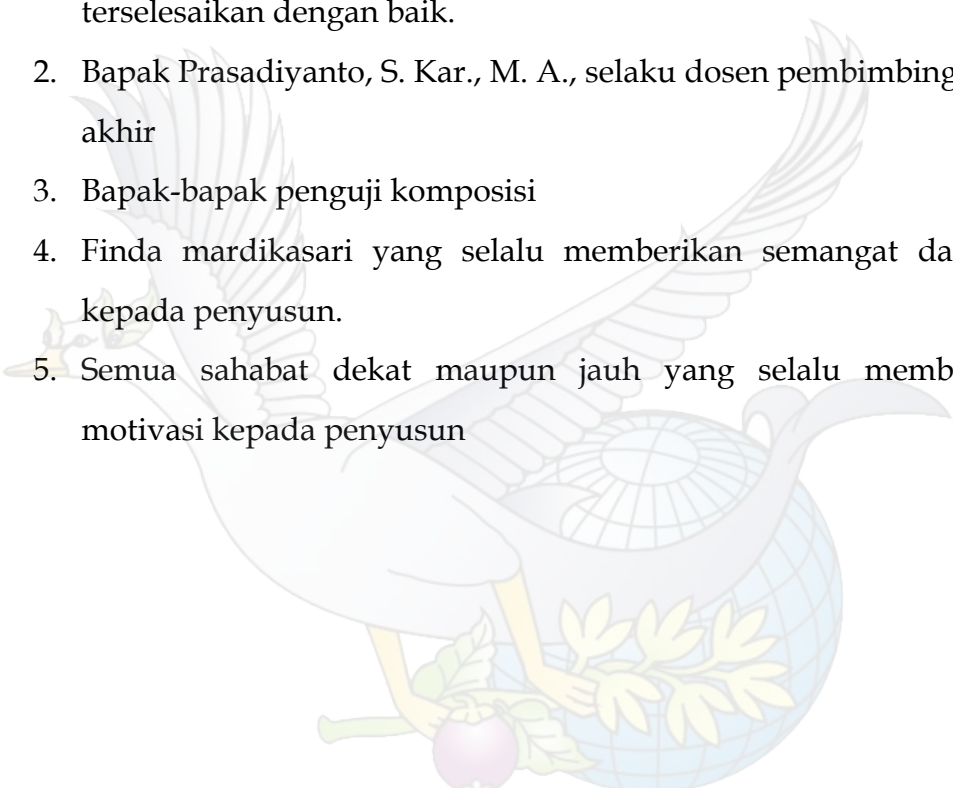 terselesaikan dengan baik.
2. Bapak Prasadiyanto, S. Kar., M. A., selaku dosen pembimbing
akhir
3. Bapak-bapak penguji komposisi
4. Finda mardikasari yang selalu memberikan semangat da
kepada penyusun.
5. Semua sahabat dekat maupun jauh yang selalu memb
motivasi kepada penyusun